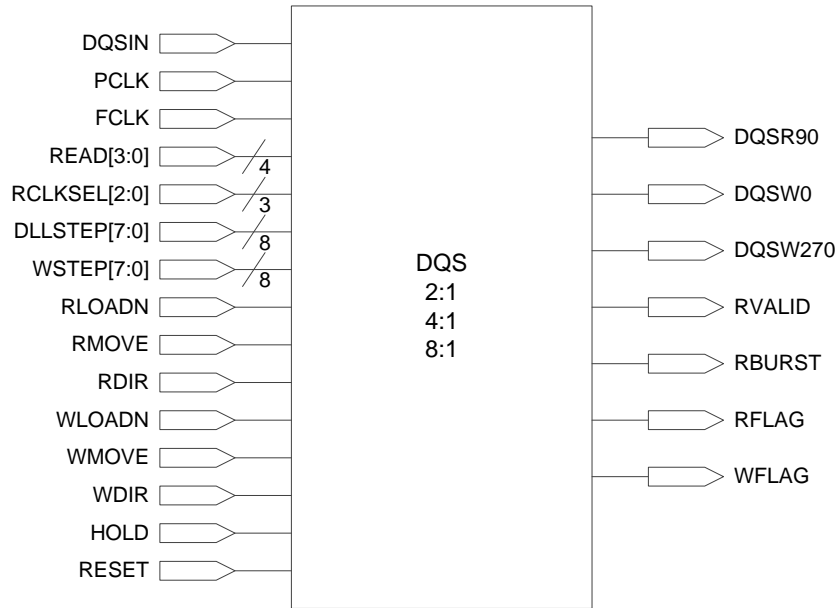 DQSIN
PCLK
FCLK
READ[3:0]
4
RCLKSEL[2:0]
3
DLLSTEP[7:0]
8
WSTEP[7:0]
8
RLOADN
RMOVE
RDIR
WLOADN
WMOVE
WDIR
HOLD
RESET
DQS
2:1
4:1
8:1
DQSR90
DQSW0
DQSW270
RVALID
RBURST
RFLAG
WFLAG